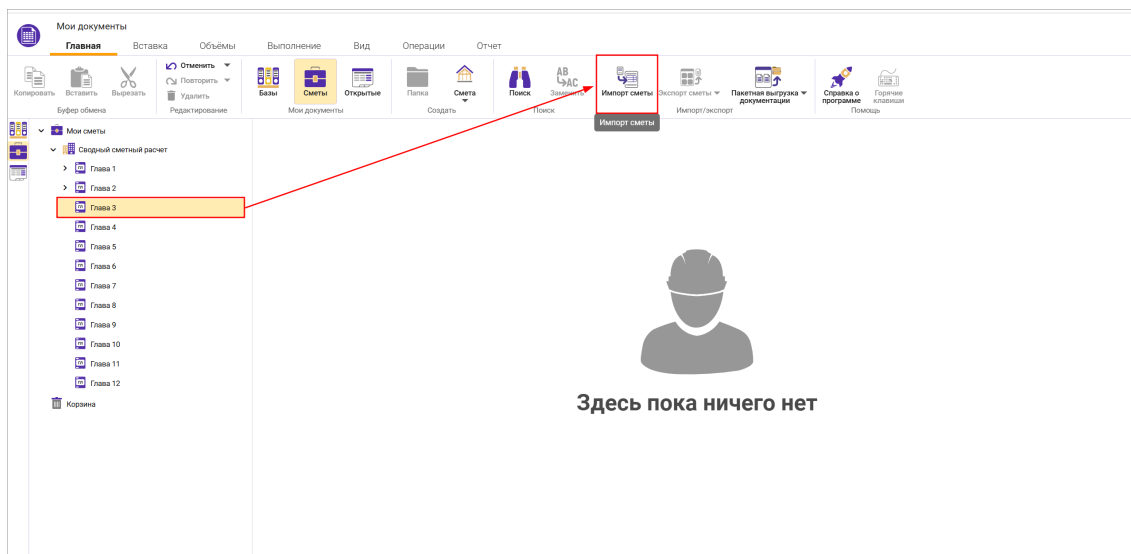 Мои документы
Главная Вставка Объёмы Выполнение Вид Операции Отчет
Копировать Вставить Вырезать
Буфер обмена
Отменить
Повторить
Удалить
Редактирование
Базы Сметы Открытые
Мои документы
Папка Смета
Создать
Поиск Заменить
Поиск
AB
AC
Импорт сметы Экспорт сметы Пакетная выгрузка документации
Импорт/экспорт
Справка о программе Горячие клавиши
Помощь
Импорт сметы
Мои сметы
Сводный сметный расчет
Глава 1
Глава 2
Глава 3
Глава 4
Глава 5
Глава 6
Глава 7
Глава 8
Глава 9
Глава 10
Глава 11
Глава 12
Корзина
Здесь пока ничего нет